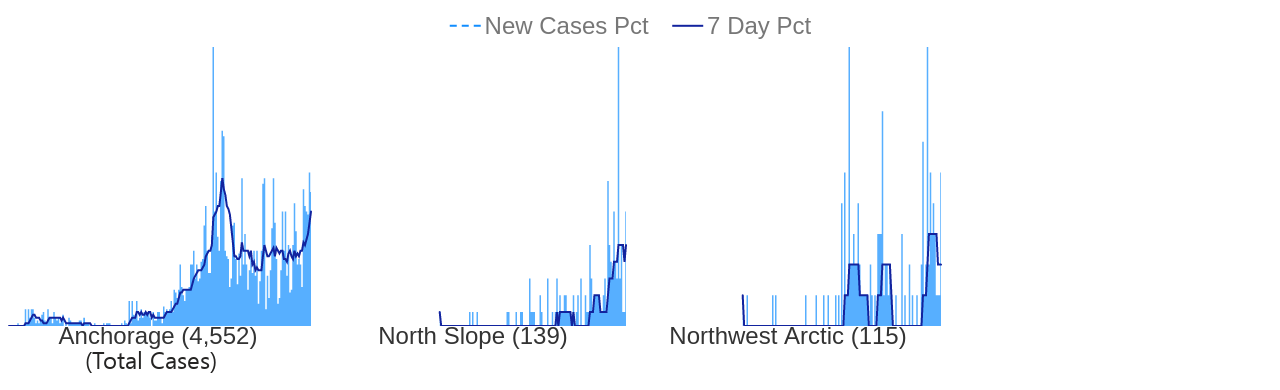 New Cases Pct 7 Day Pct
Anchorage (4,552) North Slope (139) Northwest Arctic (115)
(Total Cases)